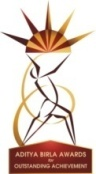 ADITYA BIRLA AWARDS
for
OUTSTANDING ACHIEVEMENT